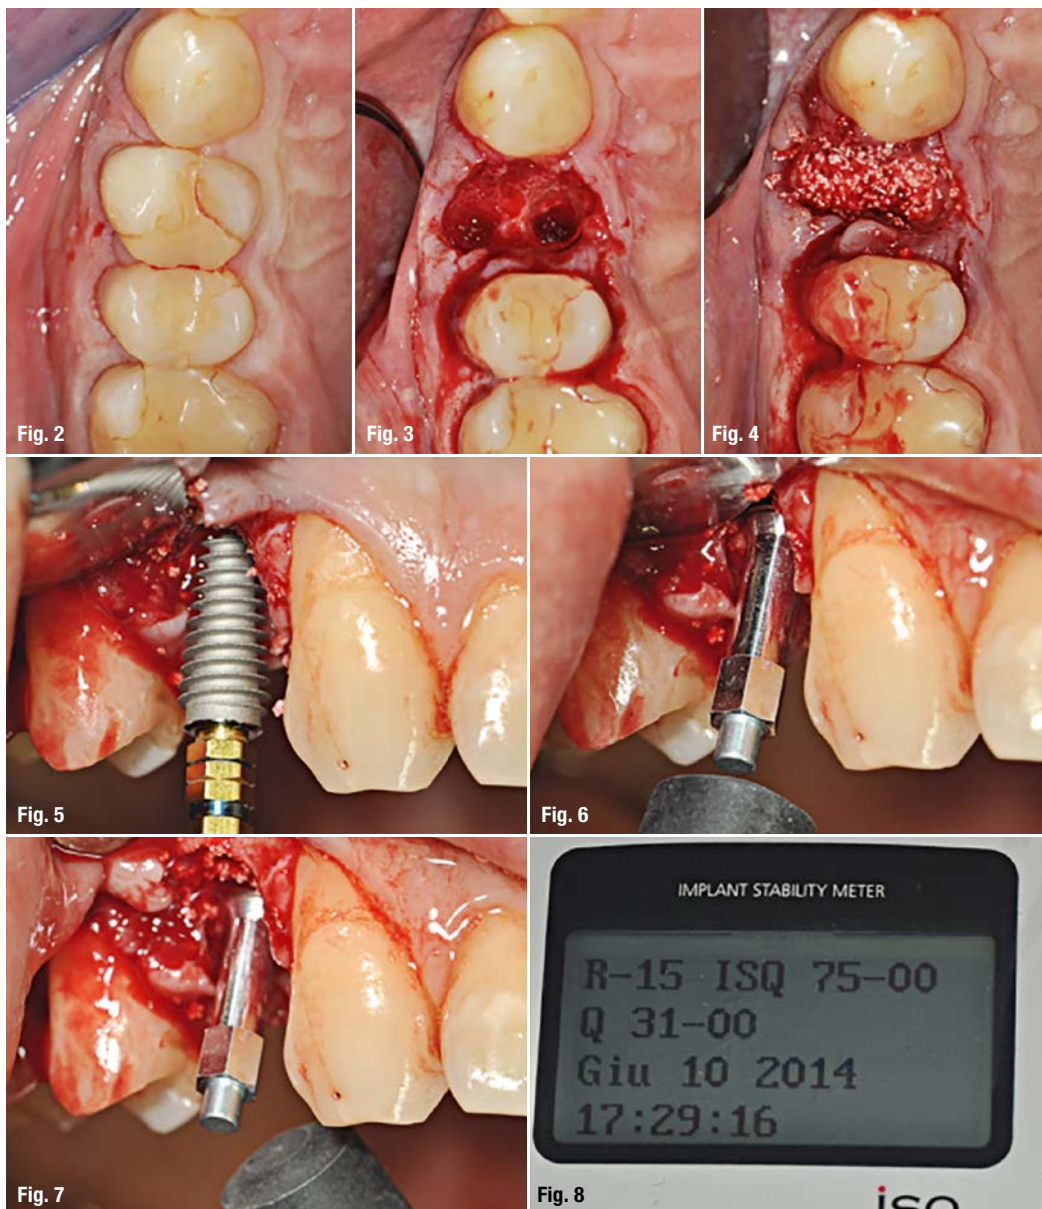 Fig. 2
Fig. 3
Fig. 4
Fig. 5
Fig. 6
Fig. 7
IMPLANT STABILITY METER
R-15 ISQ 75-00
Q 31-00
Giu 10 2014
17:29:16
Fig. 8